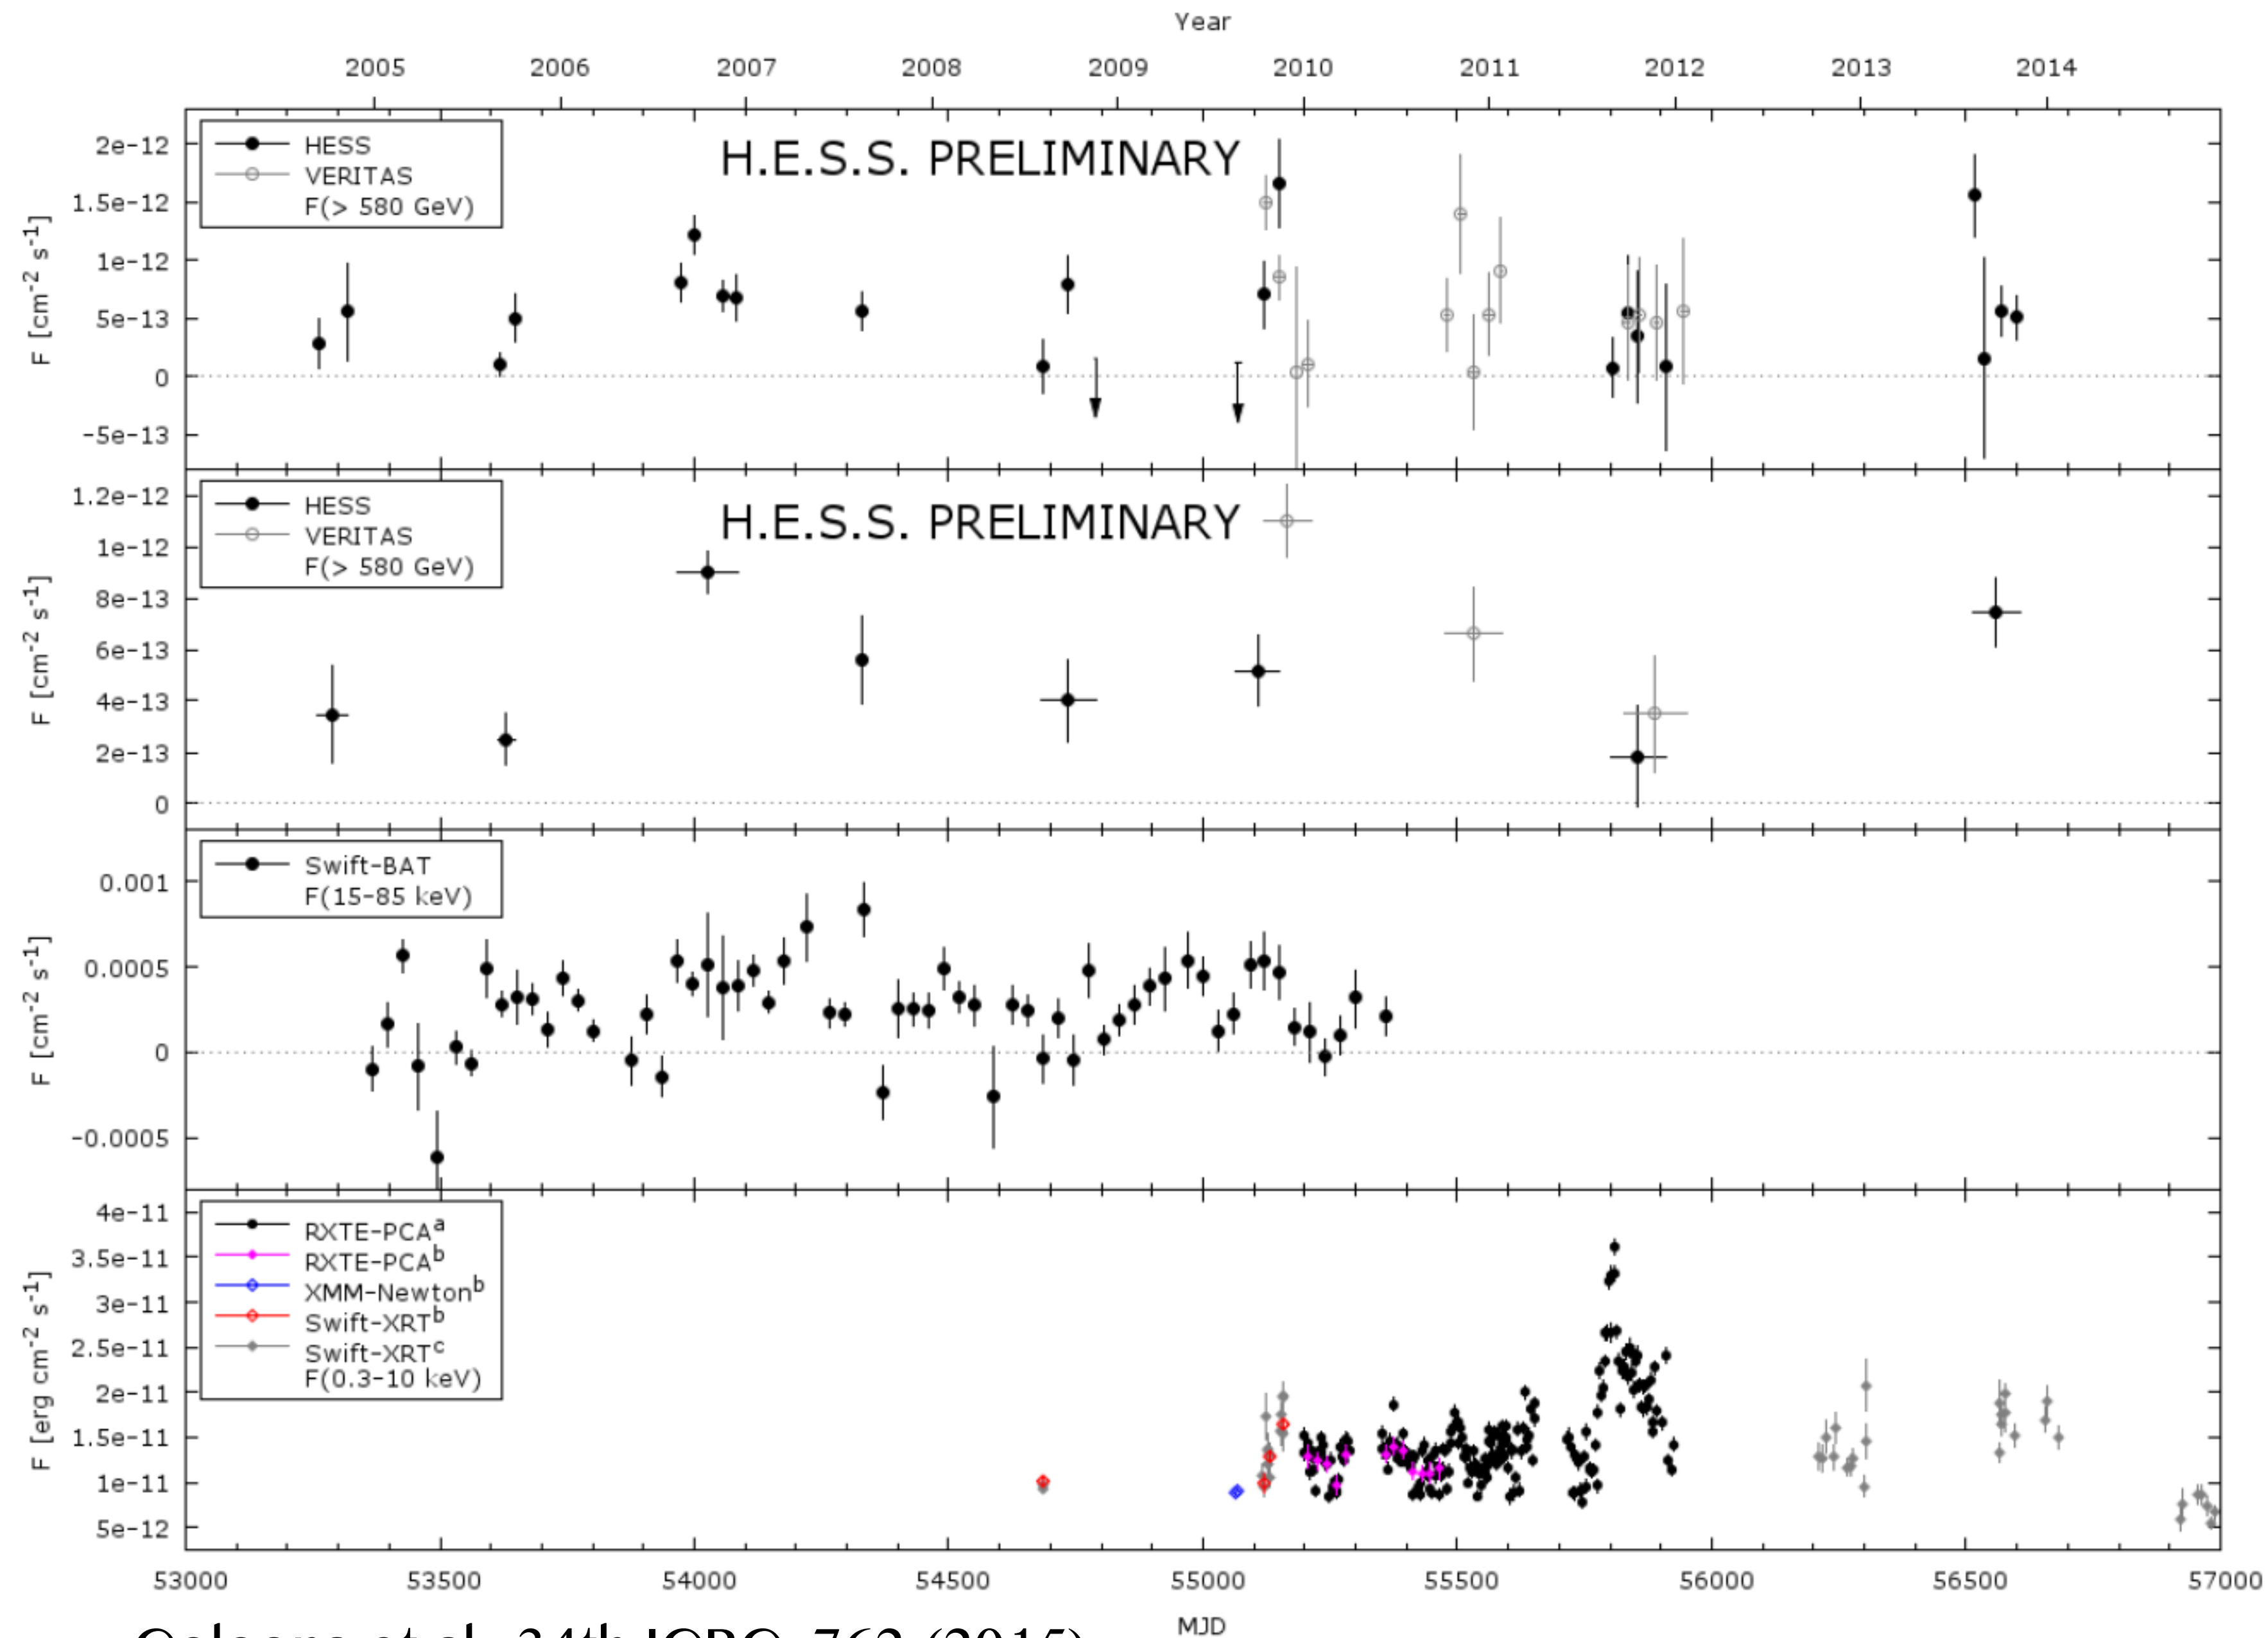 Year
2005 2006 2007 2008 2009 2010 2011 2012 2013 2014
HESS
VERITAS
F(> 580 GeV)
H.E.S.S. PRELIMINARY
F [cm-2 s-1]
2e-12
1.5e-12
1e-12
5e-13
0
-5e-13
HESS
VERITAS
F(> 580 GeV)
H.E.S.S. PRELIMINARY
F [cm-2 s-1]
1.2e-12
1e-12
8e-13
6e-13
4e-13
2e-13
0
Swift-BAT
F(15-85 keV)
F [cm-2 s-1]
0.001
0.0005
0
-0.0005
RXTE-PCAa
RXTE-PCAb
XMM-Newtonb
Swift-XRTb
Swift-XRTc
F(0.3-10 keV)
F [erg cm-2 s-1]
4e-11
3.5e-11
3e-11
2.5e-11
2e-11
1.5e-11
1e-11
5e-12
53000 53500 54000 54500 55000 55500 56000 56500 57000
MJD
et al. 34th ICRC, 762 (2015)